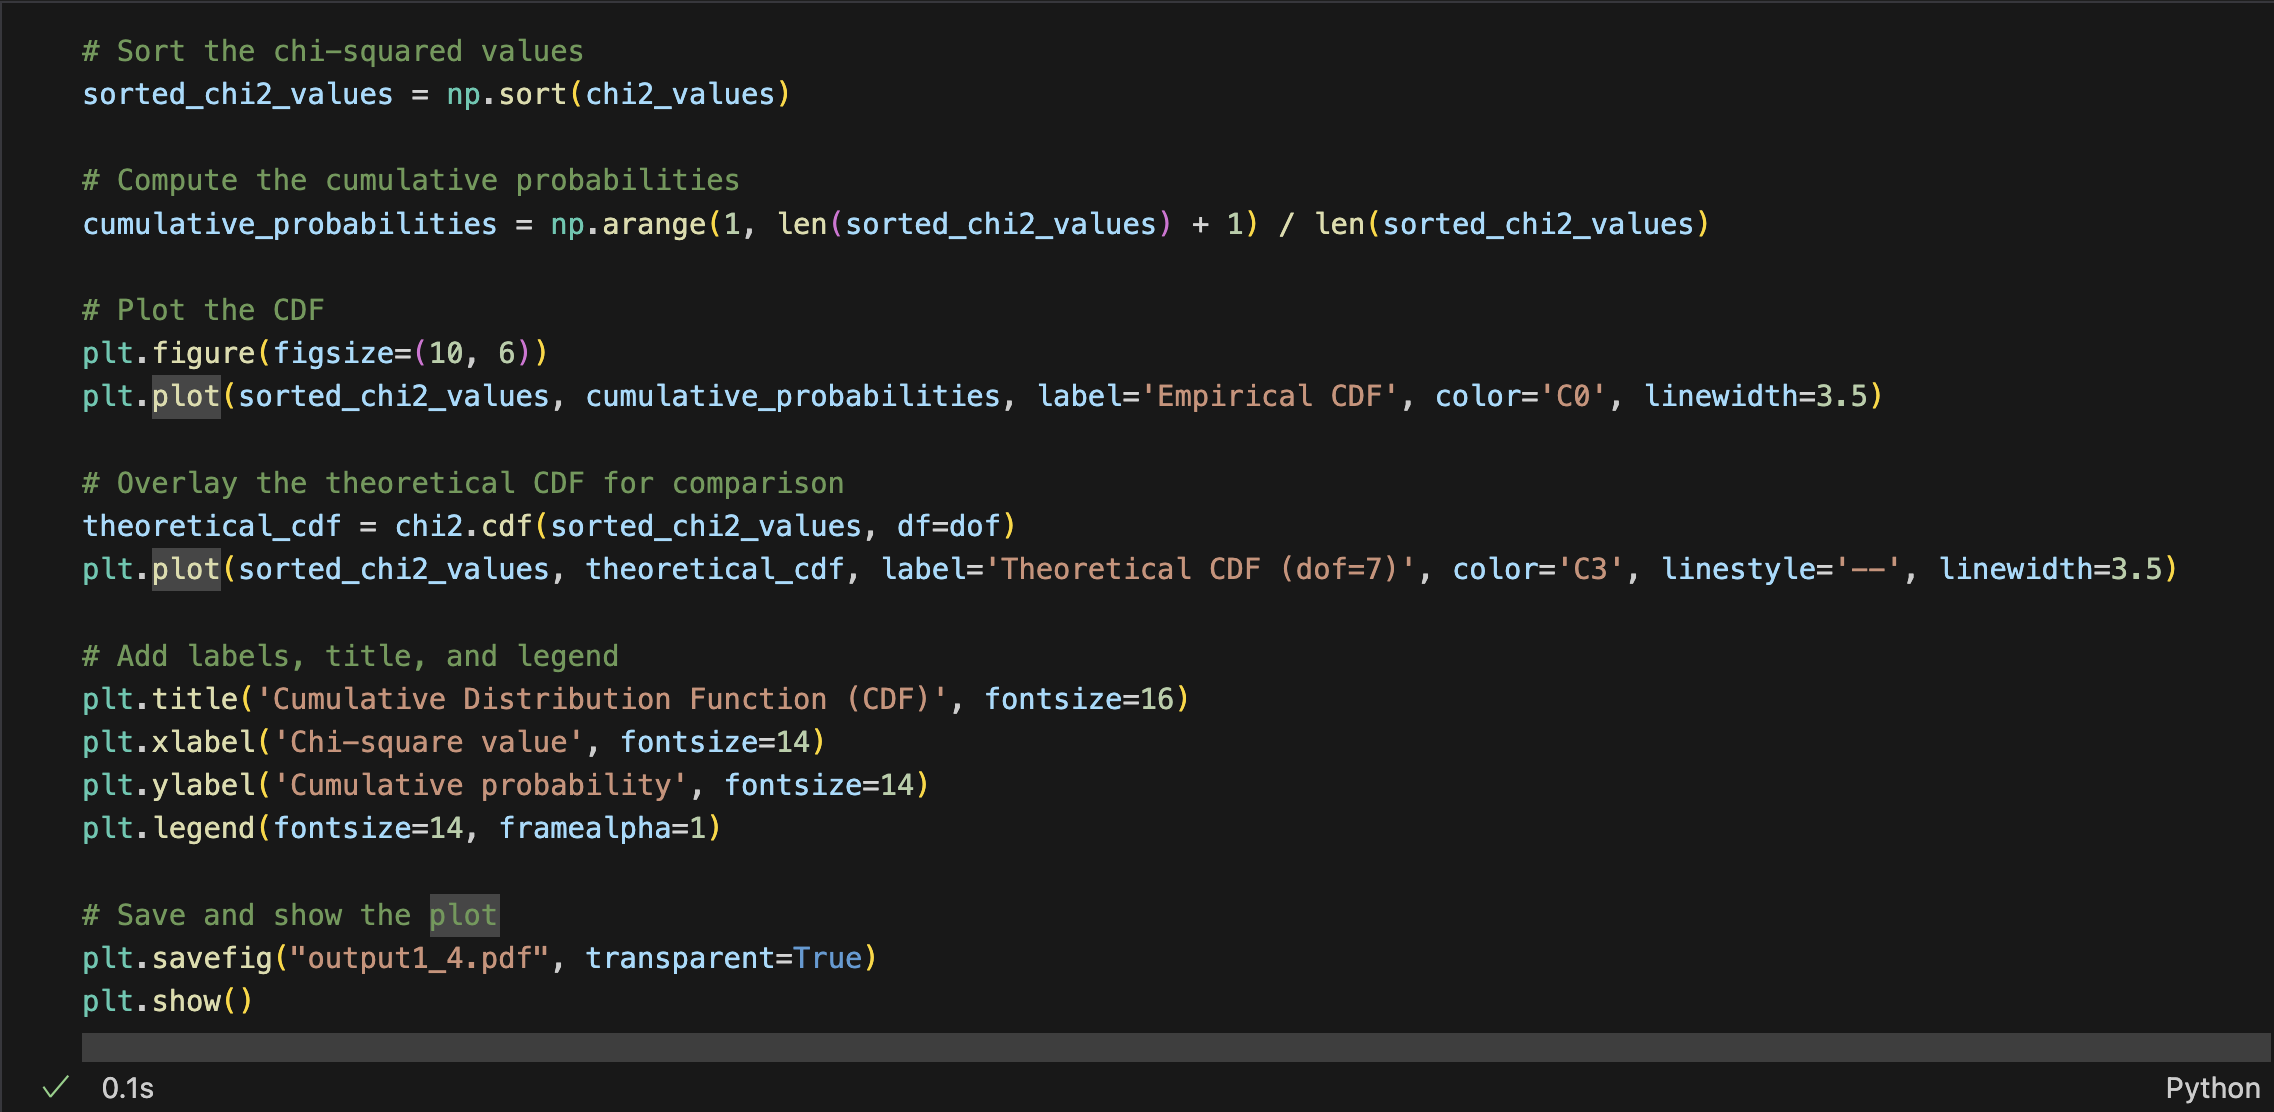 # Sort the chi-squared values
sorted_chi2_values = np.sort(chi2_values)
# Compute the cumulative probabilities
cumulative_probabilities = np.arange(1, len(sorted_chi2_values) + 1) / len(sorted_chi2_values)
# Plot the CDF
plt.figure(figsize=(10, 6))
plt.plot(sorted_chi2_values, cumulative_probabilities, label='Empirical CDF', color='C0', linewidth=3.5)
# Overlay the theoretical CDF for comparison
theoretical_cdf = chi2.cdf(sorted_chi2_values, df=dof)
plt.plot(sorted_chi2_values, theoretical_cdf, label='Theoretical CDF (dof=7)', color='C3', linestyle='--', linewidth=3.5)
# Add labels, title, and legend
plt.title('Cumulative Distribution Function (CDF)', fontsize=16)
plt.xlabel('Chi-square value', fontsize=14)
plt.ylabel('Cumulative probability', fontsize=14)
plt.legend(fontsize=14, framealpha=1)
# Save and show the plot
plt.savefig("output1_4.pdf", transparent=True)
plt.show()
0.1s
Python